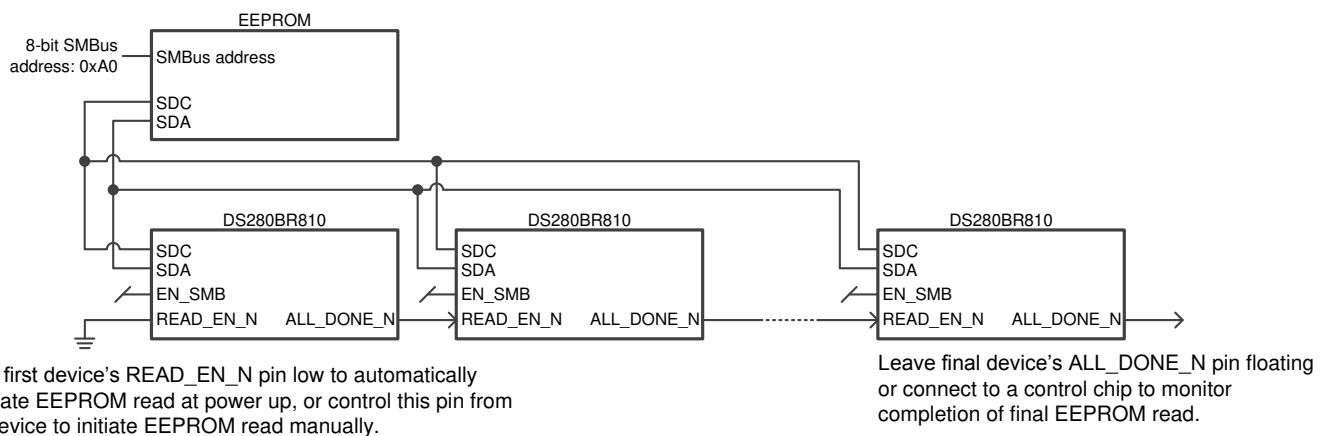 EEPROM
8-bit SMBus
address: 0xA0
SMBus address
SDC
SDA
DS280BR810
DS280BR810
DS280BR810
SDC
SDA
EN_SMB
READ_EN_N ALL_DONE_N
SDC
SDA
EN_SMB
READ_EN_N ALL_DONE_N
SDC
SDA
EN_SMB
READ_EN_N ALL_DONE_N
first device's READ_EN_N pin low to automatically
ate EEPROM read at power up, or control this pin from
evice to initiate EEPROM read manually.
Leave final device's ALL_DONE_N pin floating
or connect to a control chip to monitor
completion of final EEPROM read.